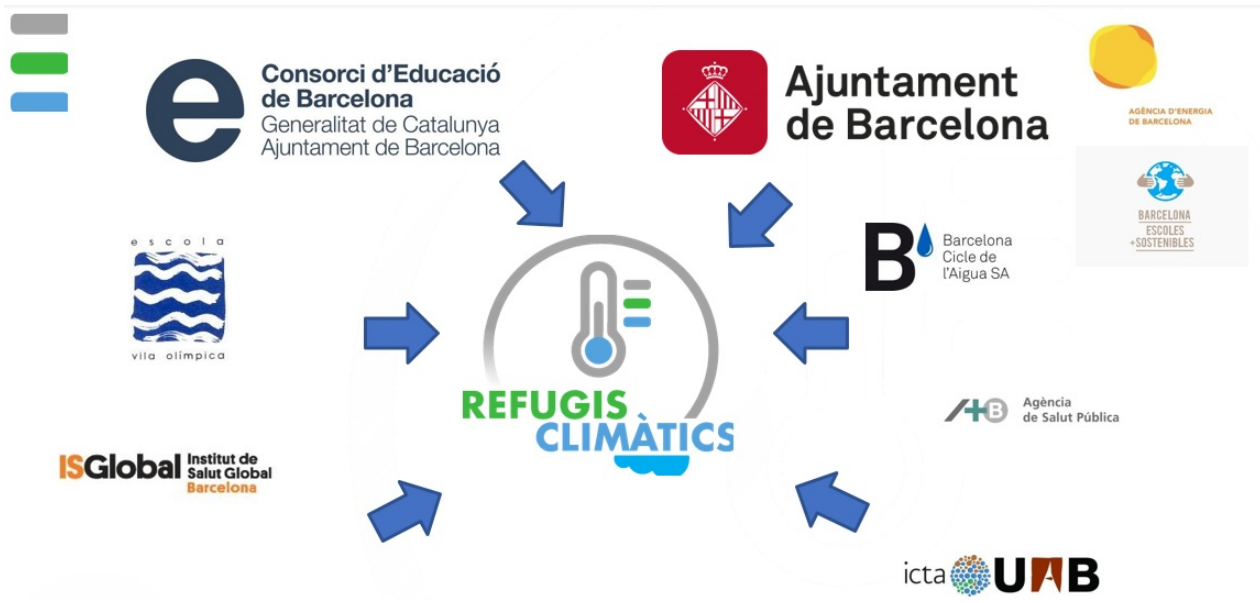 Consorci d'Educació
de Barcelona
Generalitat de Catalunya
Ajuntament de Barcelona
Ajuntament
de Barcelona
AGÈNCIA D'ENERGIA
DE BARCELONA
BARCELONA
ESCOLES
+SOSTENIBLES
escola
vila olímpica
B
Barcelona
Cicle de
l'Aigua SA
REFUGIS
CLIMÀTICS
Agència
de Salut Pública
ISGlobal
Institut de
Salut Global
Barcelona
icta UAB